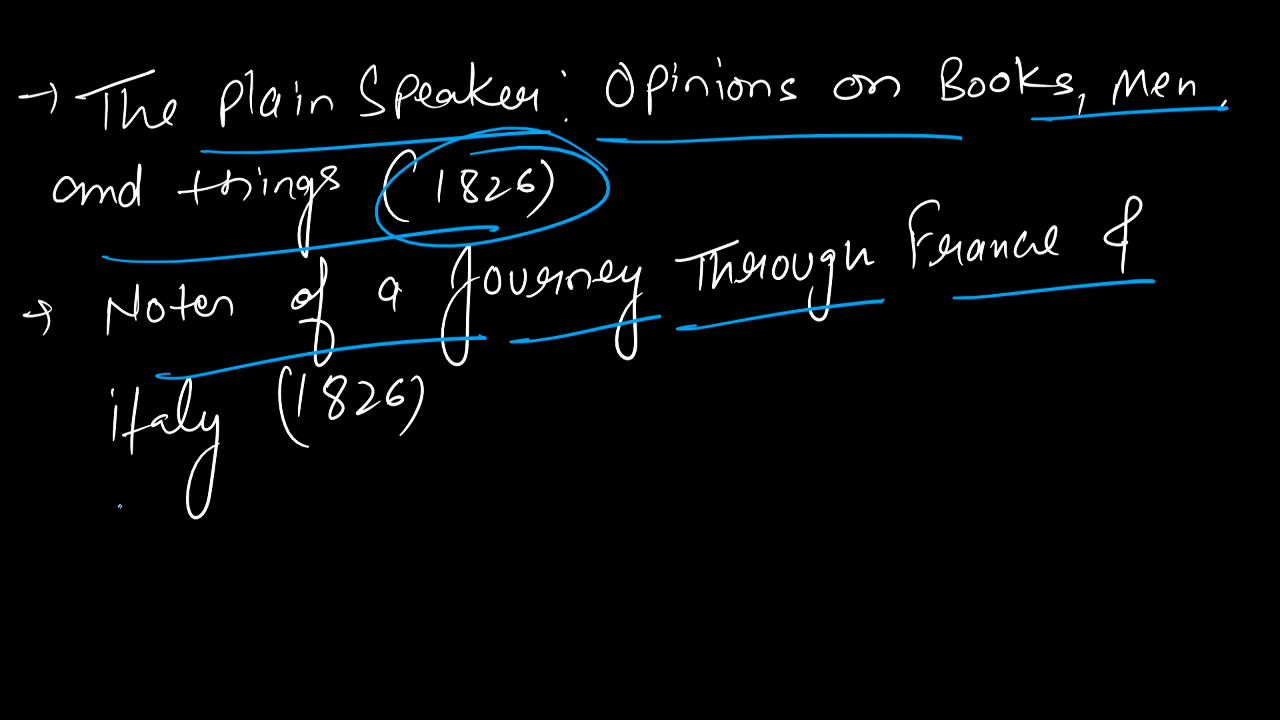 → The Plain Speaker: Opinions on Books, Men,
and things (1826)
→ Notes of a Journey Through France &
italy (1826)